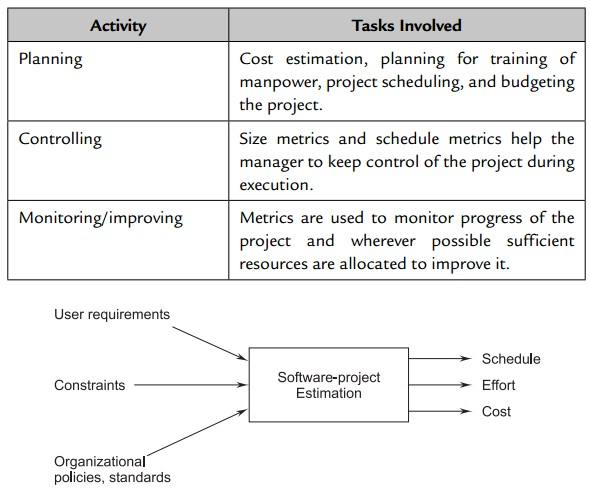 Activity
Tasks Involved
Planning
Cost estimation, planning for training of
manpower, project scheduling, and budgeting
the project.
Controlling
Size metrics and schedule metrics help the
manager to keep control of the project during
execution.
Monitoring/improving
Metrics are used to monitor progress of the
project and wherever possible sufficient
resources are allocated to improve it.
User requirements
Constraints
Organizational
policies, standards
Software-project
Estimation
Schedule
Effort
Cost